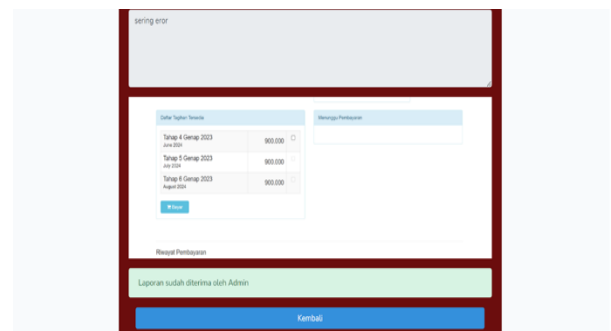 sering eror
Daftar Tagihan Tersedia
Menunggu Pembayaran
Tahap 4 Genap 2023
June 2024
900.000
Tahap 5 Genap 2023
July 2024
900.000
Tahap 6 Genap 2023
August 2024
900.000
Bayar
Riwayat Pembayaran
Laporan sudah diterima oleh Admin
Kembali